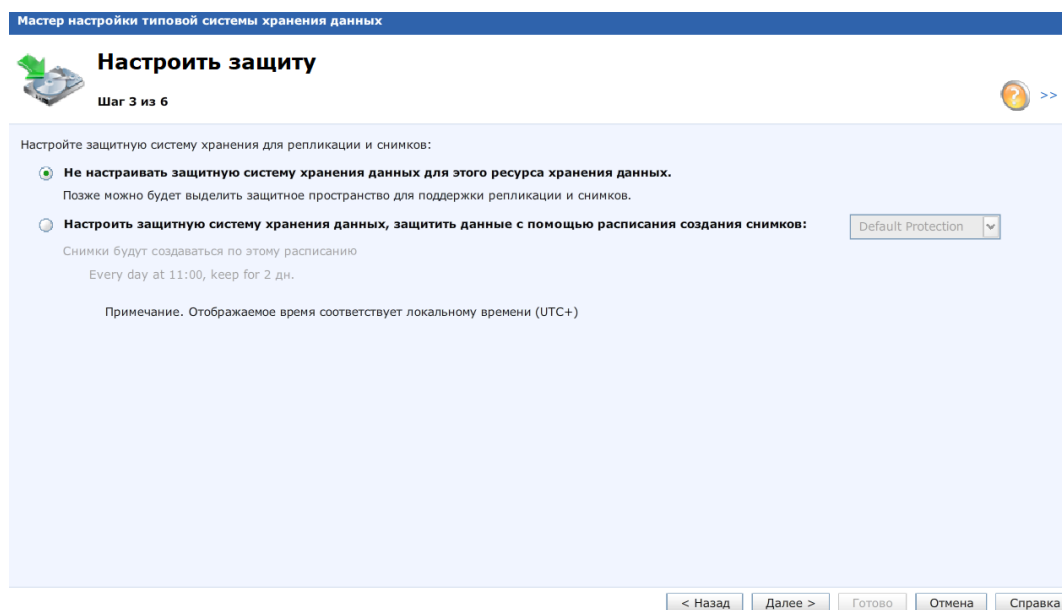 Мастер настройки типовой системы хранения данных
Настроить защиту
Шаг 3 из 6
>>
Настройте защитную систему хранения для репликации и снимков:
Не настраивать защитную систему хранения данных для этого ресурса хранения данных.
Позже можно будет выделить защитное пространство для поддержки репликации и снимков.
Настроить защитную систему хранения данных, защитить данные с помощью расписания создания снимков:
Default Protection
Снимки будут создаваться по этому расписанию
Every day at 11:00, keep for 2 дн.
Примечание. Отображаемое время соответствует локальному времени (UTC+)
< Назад Далее > Готово Отмена Справка